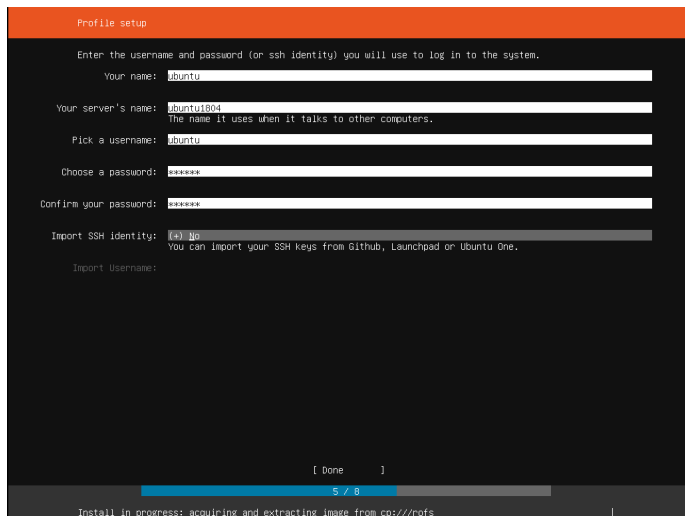 Profile setup
Enter the username and password (or ssh identity) you will use to log in to the system.
Your name: ubuntu
Your server's name: ubuntu1804
The name it uses when it talks to other computers.
Pick a username: ubuntu
Choose a password: ******
Confirm your password: ******
Import SSH identity: (+) No
You can import your SSH keys from Github, Launchpad or Ubuntu One.
Import Username:
[ Done ]
5 / 8
Install in progress: acquiring and extracting image from cp:///rofs